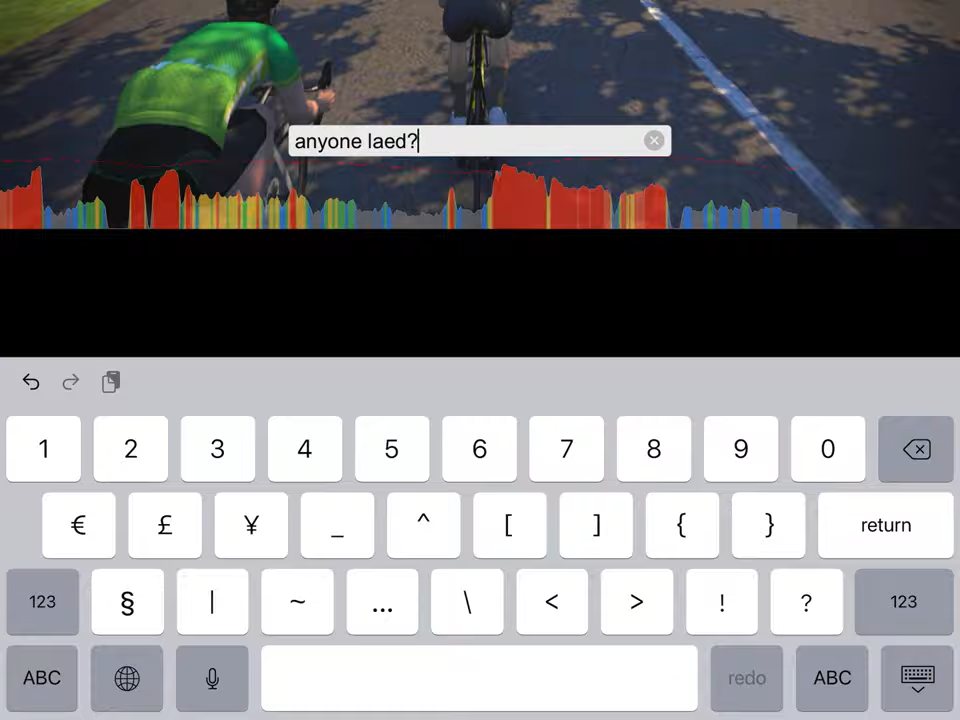 anyone laed?
1 2 3 4 5 6 7 8 9 0
€ £ ¥ _ ^ [ ] { } return
123 § | ~ ... \ < > ! ? 123
ABC redo ABC